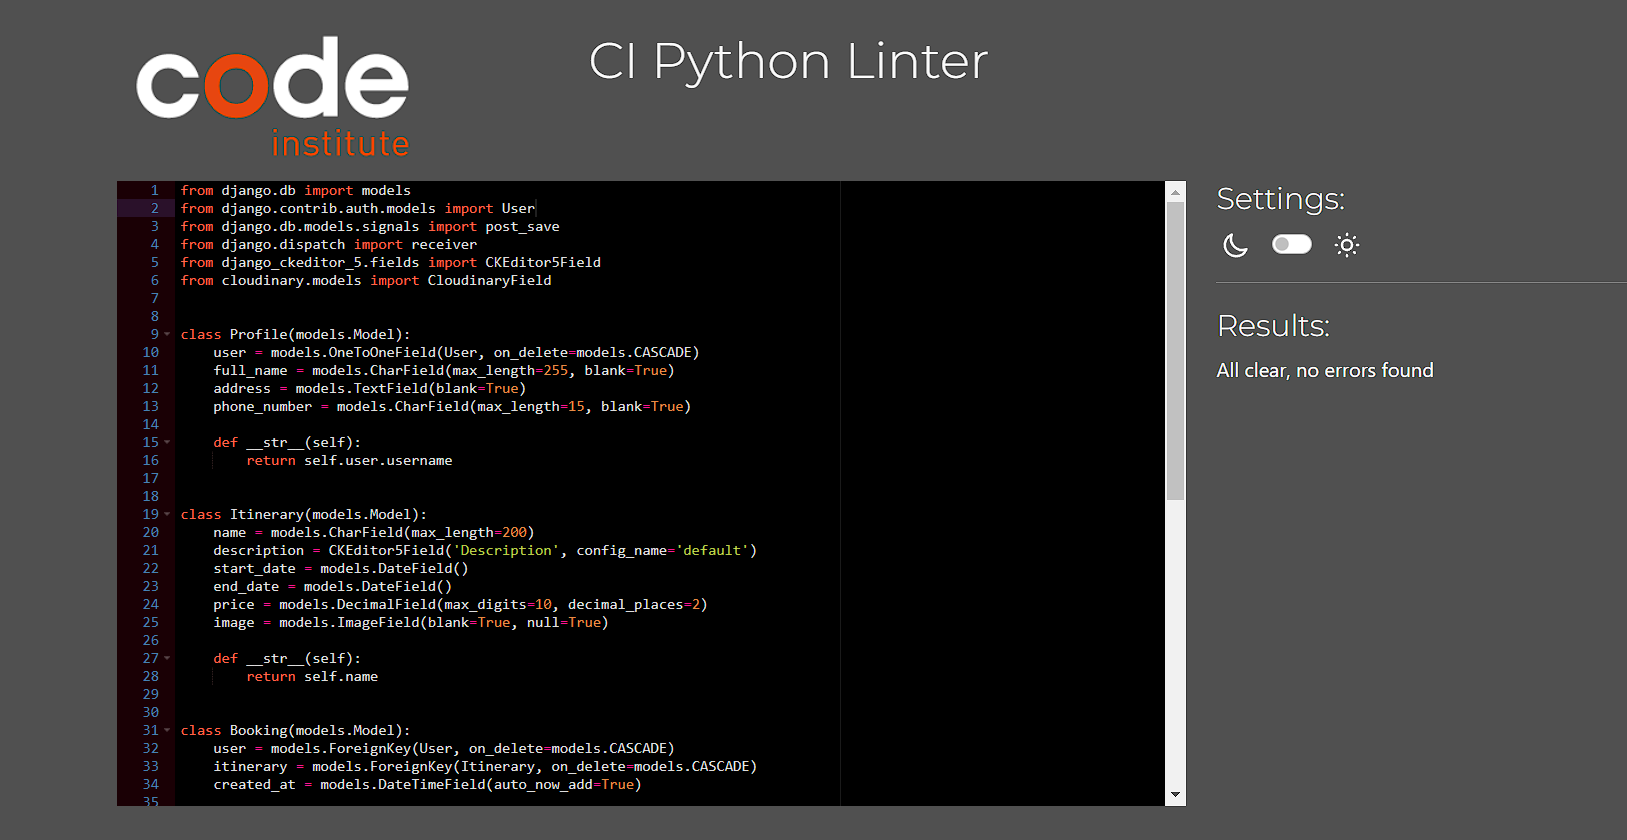 code
institute
CI Python Linter
1 from django.db import models
2 from django.contrib.auth.models import User
3 from django.db.models.signals import post_save
4 from django.dispatch import receiver
5 from django_ckeditor_5.fields import CKEditor5Field
6 from cloudinary.models import CloudinaryField
7
8
9 class Profile(models.Model):
10     user = models.OneToOneField(User, on_delete=models.CASCADE)
11     full_name = models.CharField(max_length=255, blank=True)
12     address = models.TextField(blank=True)
13     phone_number = models.CharField(max_length=15, blank=True)
14
15     def __str__(self):
16         return self.user.username
17
18
19 class Itinerary(models.Model):
20     name = models.CharField(max_length=200)
21     description = CKEditor5Field('Description', config_name='default')
22     start_date = models.DateField()
23     end_date = models.DateField()
24     price = models.DecimalField(max_digits=10, decimal_places=2)
25     image = models.ImageField(blank=True, null=True)
26
27     def __str__(self):
28         return self.name
29
30
31 class Booking(models.Model):
32     user = models.ForeignKey(User, on_delete=models.CASCADE)
33     itinerary = models.ForeignKey(Itinerary, on_delete=models.CASCADE)
34     created_at = models.DateTimeField(auto_now_add=True)
35
Settings:
Results:
All clear, no errors found